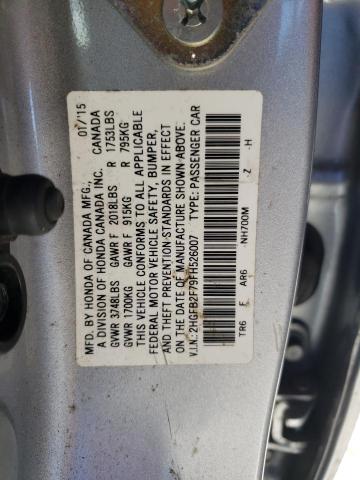 MFD. BY HONDA OF CANADA MFG., 01/'15
A DIVISION OF HONDA CANADA INC. CANADA
GVWR 3748LBS GAWR F 2018LBS R 1753LBS
GVWR 1700KG GAWR F 915KG R 795KG
THIS VEHICLE CONFORMS TO ALL APPLICABLE
FEDERAL MOTOR VEHICLE SAFETY, BUMPER,
AND THEFT PREVENTION STANDARDS IN EFFECT
ON THE DATE OF MANUFACTURE SHOWN ABOVE.
V.I.N.: 2HGFB2F79FH526007 TYPE: PASSENGER CAR
TR6 F AR6 NH700M -Z -H